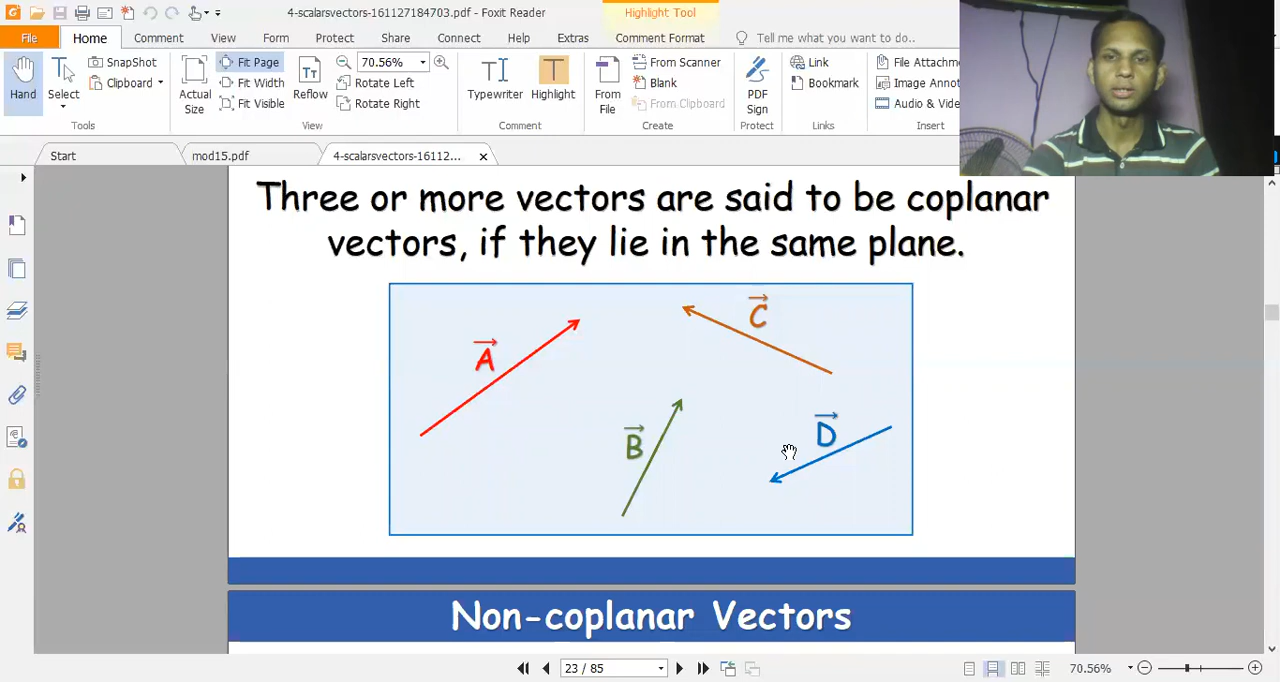 4-scalarsvectors-161127184703.pdf - Foxit Reader
Highlight Tool
File
Home
Comment
View
Form
Protect
Share
Connect
Help
Extras
Comment Format
Tell me what you want to do..
Hand
Select
SnapShot
Clipboard
Tools
Actual
Size
Fit Page
Fit Width
Fit Visible
Reflow
70.56%
Rotate Left
Rotate Right
View
Typewriter
Highlight
Comment
From
File
From Scanner
Blank
From Clipboard
Create
PDF
Sign
Protect
Link
Bookmark
Links
File Attachm
Image Annot
Audio & Vide
Insert
Start
mod15.pdf
4-scalarsvectors-16112...
Three or more vectors are said to be coplanar
vectors, if they lie in the same plane.
A
C
B
D
Non-coplanar Vectors
23 / 85
70.56%